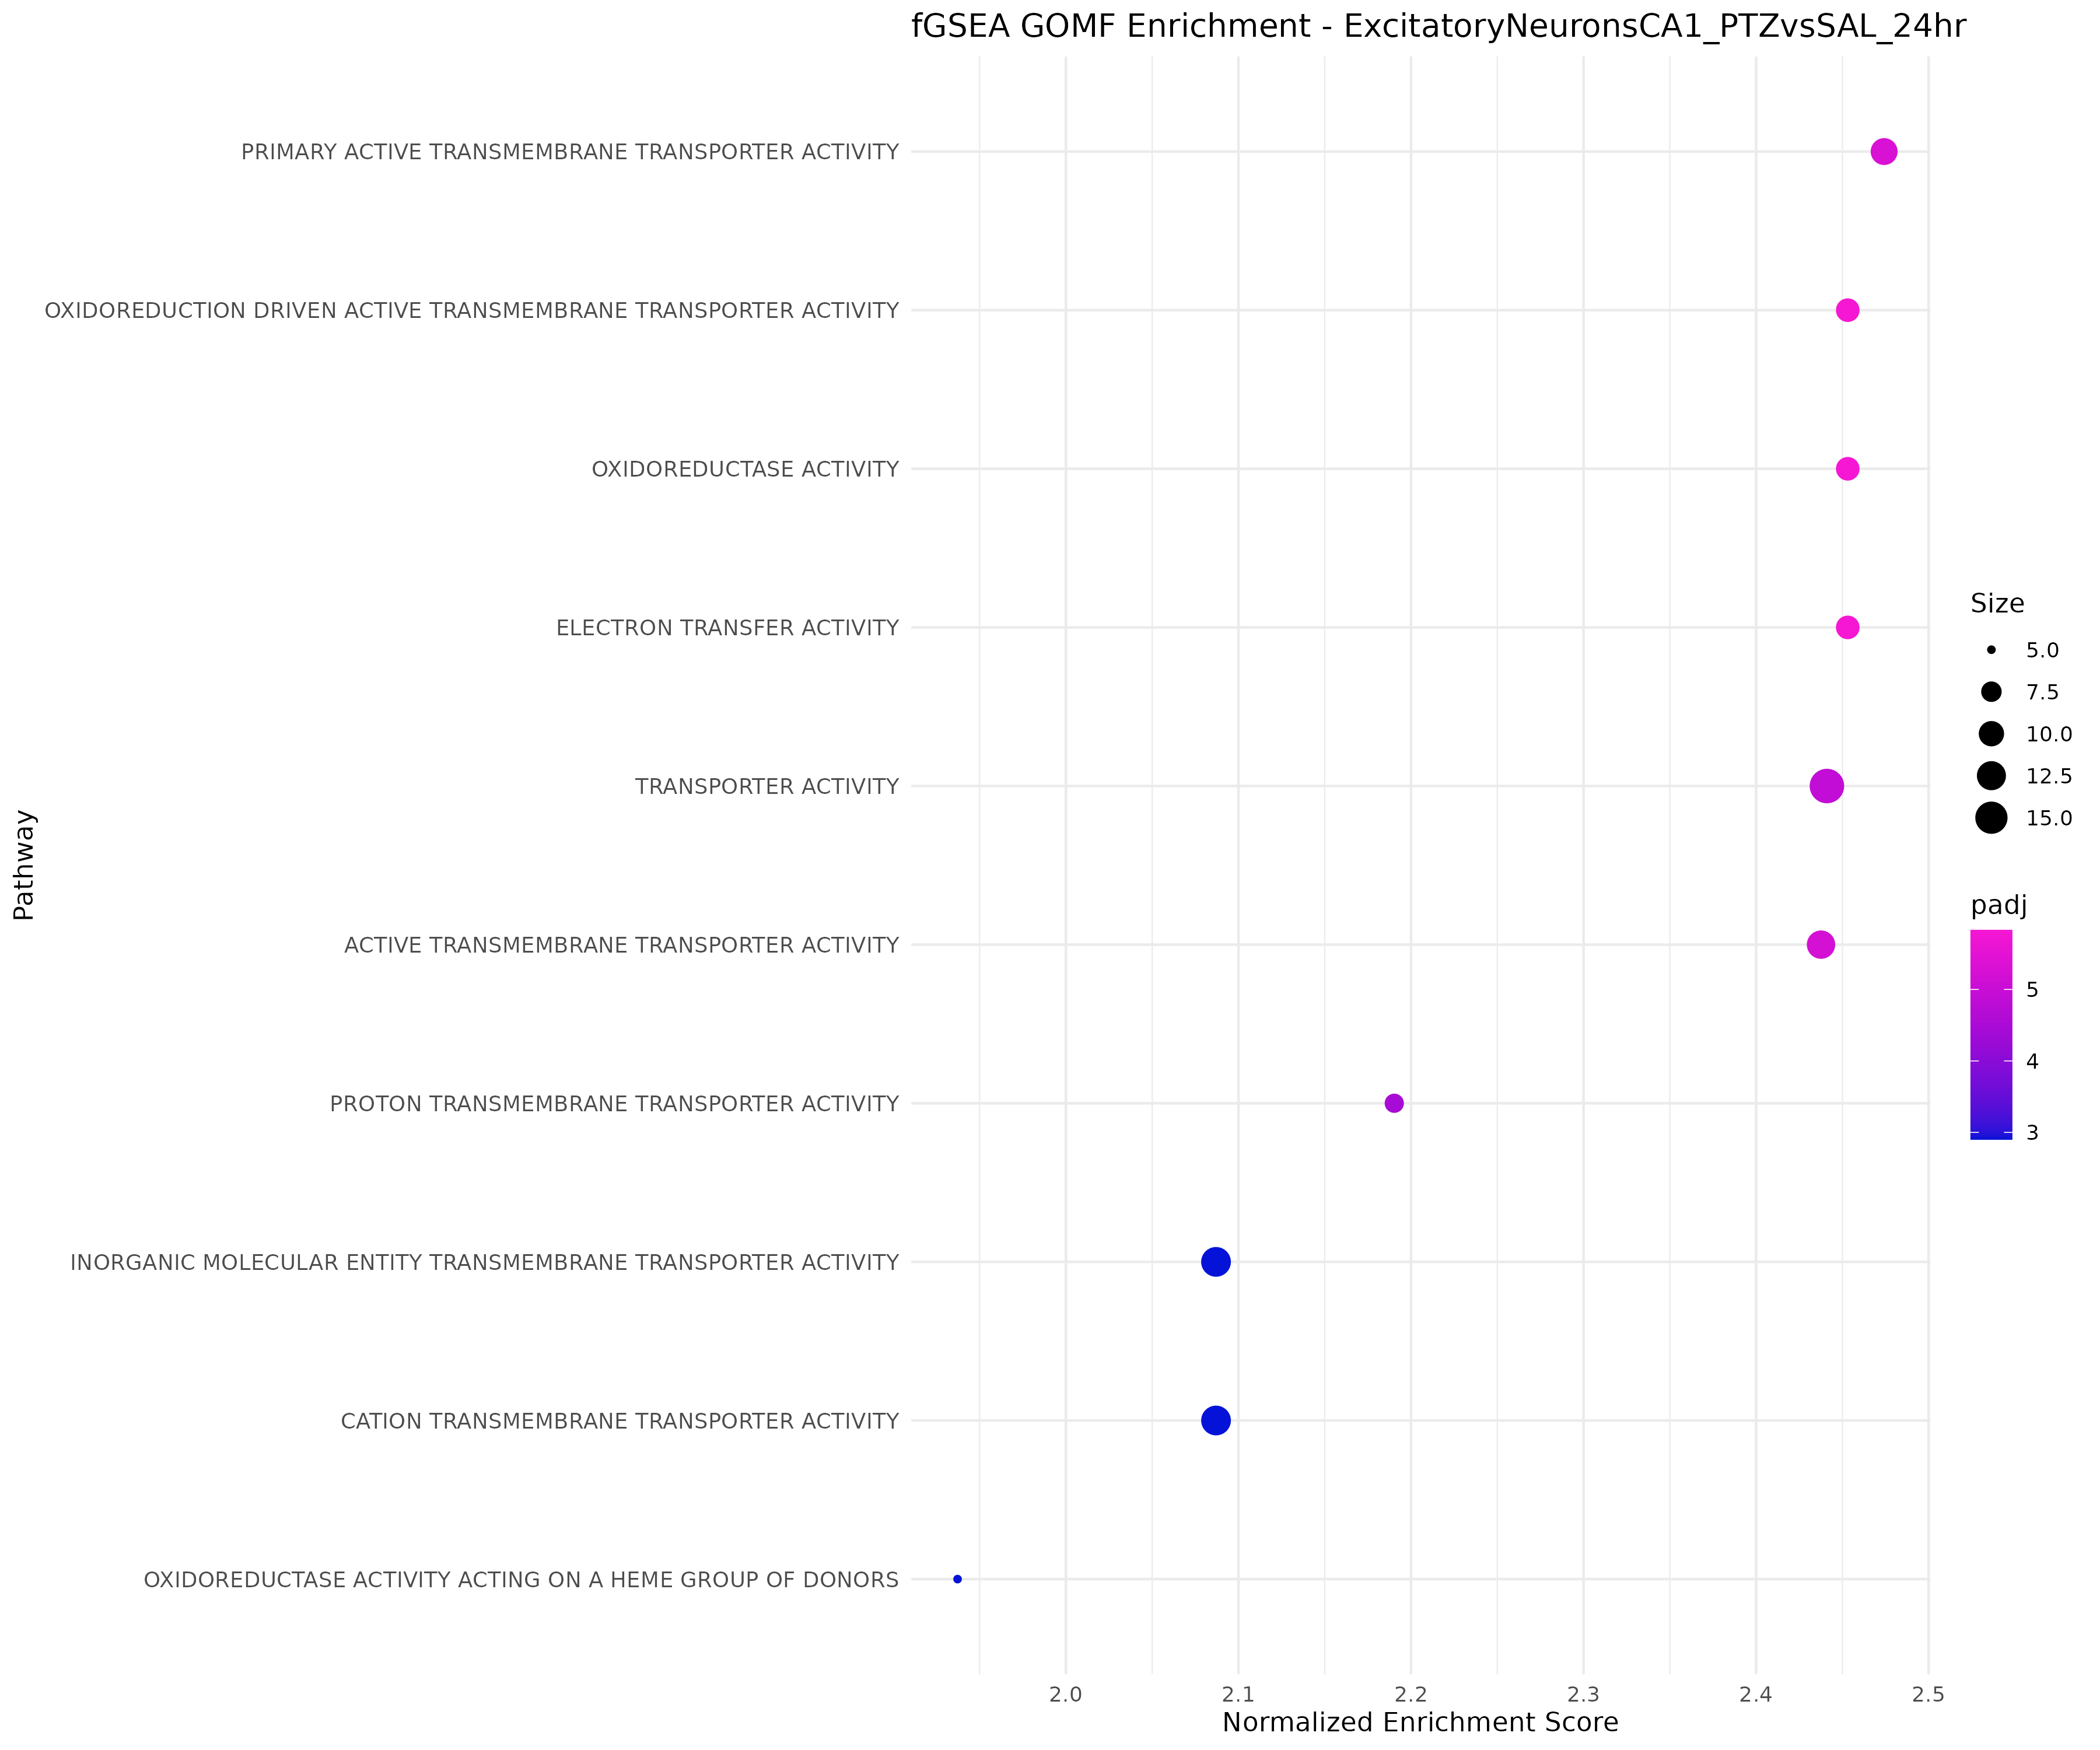 fGSEA GOMF Enrichment - ExcitatoryNeuronsCA1_PTZvsSAL_24hr
Pathway
PRIMARY ACTIVE TRANSMEMBRANE TRANSPORTER ACTIVITY
OXIDOREDUCTION DRIVEN ACTIVE TRANSMEMBRANE TRANSPORTER ACTIVITY
OXIDOREDUCTASE ACTIVITY
ELECTRON TRANSFER ACTIVITY
TRANSPORTER ACTIVITY
ACTIVE TRANSMEMBRANE TRANSPORTER ACTIVITY
PROTON TRANSMEMBRANE TRANSPORTER ACTIVITY
INORGANIC MOLECULAR ENTITY TRANSMEMBRANE TRANSPORTER ACTIVITY
CATION TRANSMEMBRANE TRANSPORTER ACTIVITY
OXIDOREDUCTASE ACTIVITY ACTING ON A HEME GROUP OF DONORS
2.0 2.1 2.2 2.3 2.4 2.5
Normalized Enrichment Score
Size
5.0
7.5
10.0
12.5
15.0
padj
5
4
3